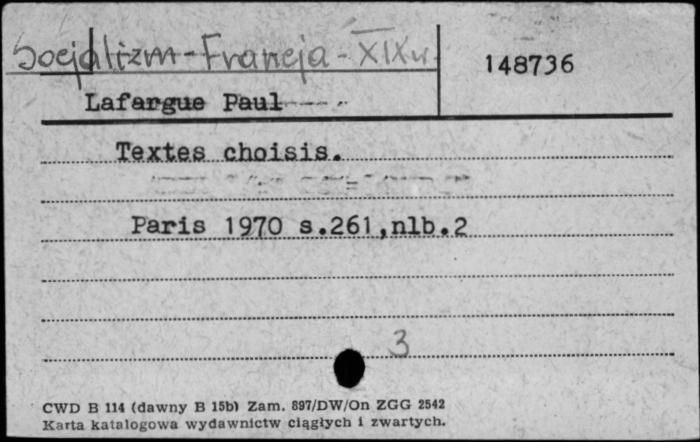 Socjalizm-Francja-XIXw.
148736
Lafargue Paul
Textes choisis.
Paris 1970 s.261,nlb.2
3
CWD B 114 (dawny B 15b) Zam. 897/DW/On ZGG 2542
Karta katalogowa wydawnictw ciągłych i zwartych.